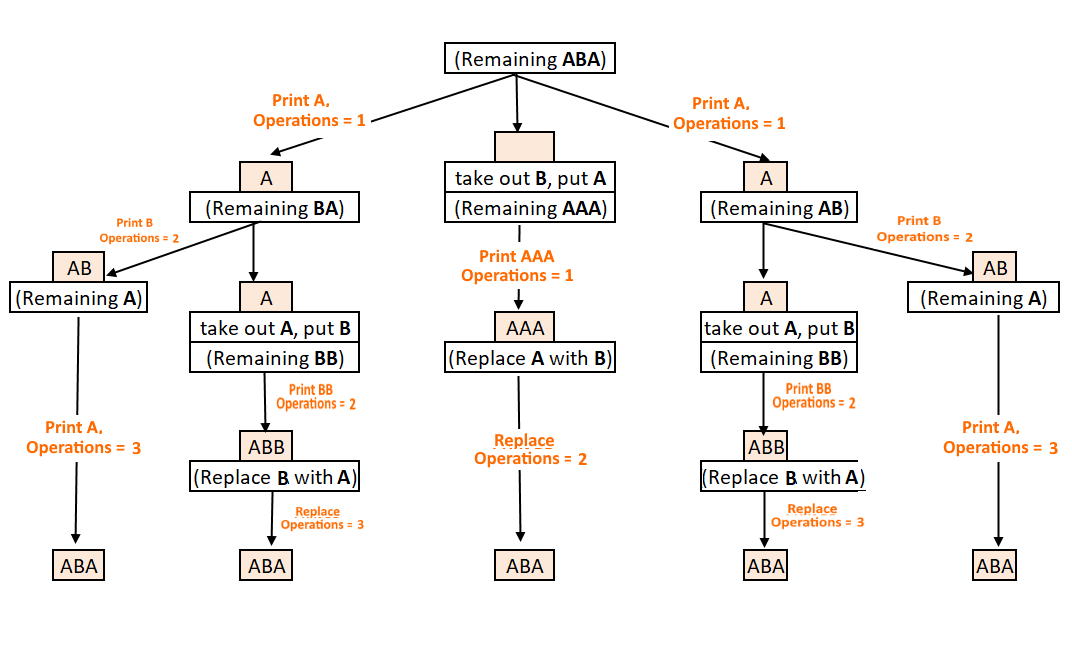 (Remaining ABA)
Print A,
Operations = 1
Print A,
Operations = 1
A
(Remaining BA)
take out B, put A
(Remaining AAA)
A
(Remaining AB)
Print B
Operations = 2
Print B
Operations = 2
Print AAA
Operations = 1
AB
(Remaining A)
A
take out A, put B
(Remaining BB)
AAA
(Replace A with B)
A
take out A, put B
(Remaining BB)
AB
(Remaining A)
Print BB
Operations = 2
Print BB
Operations = 2
Print A,
Operations = 3
ABB
(Replace B with A)
Replace
Operations = 2
ABB
(Replace B with A)
Print A,
Operations = 3
Replace
Operations = 3
Replace
Operations = 3
ABA
ABA
ABA
ABA
ABA